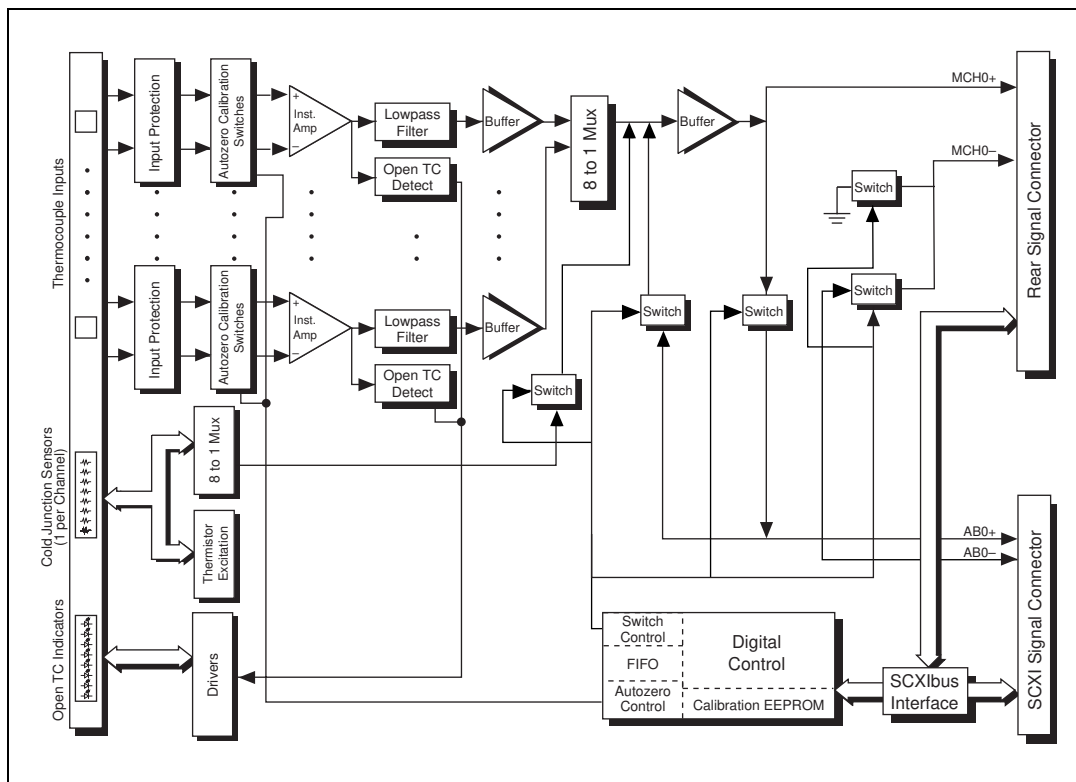 Thermocouple Inputs
Input Protection
Autozero Calibration
Switches
+
Inst.
Amp
–
Lowpass
Filter
Open TC
Detect
Buffer
8 to 1 Mux
Buffer
MCH0+
MCH0–
Switch
Switch
Rear Signal Connector
Input Protection
Autozero Calibration
Switches
+
Inst.
Amp
–
Lowpass
Filter
Open TC
Detect
Buffer
Switch
Switch
Switch
Cold Junction Sensors
(1 per Channel)
8 to 1 Mux
Thermistor
Excitation
AB0+
AB0–
SCXI Signal Connector
Open TC Indicators
Drivers
Switch
Control
FIFO
Autozero
Control
Digital
Control
Calibration EEPROM
SCXIbus
Interface